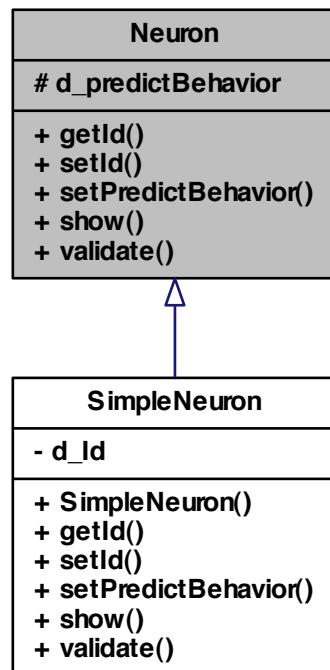 Neuron
# d_predictBehavior
+ getId()
+ setId()
+ setPredictBehavior()
+ show()
+ validate()
SimpleNeuron
- d_Id
+ SimpleNeuron()
+ getId()
+ setId()
+ setPredictBehavior()
+ show()
+ validate()